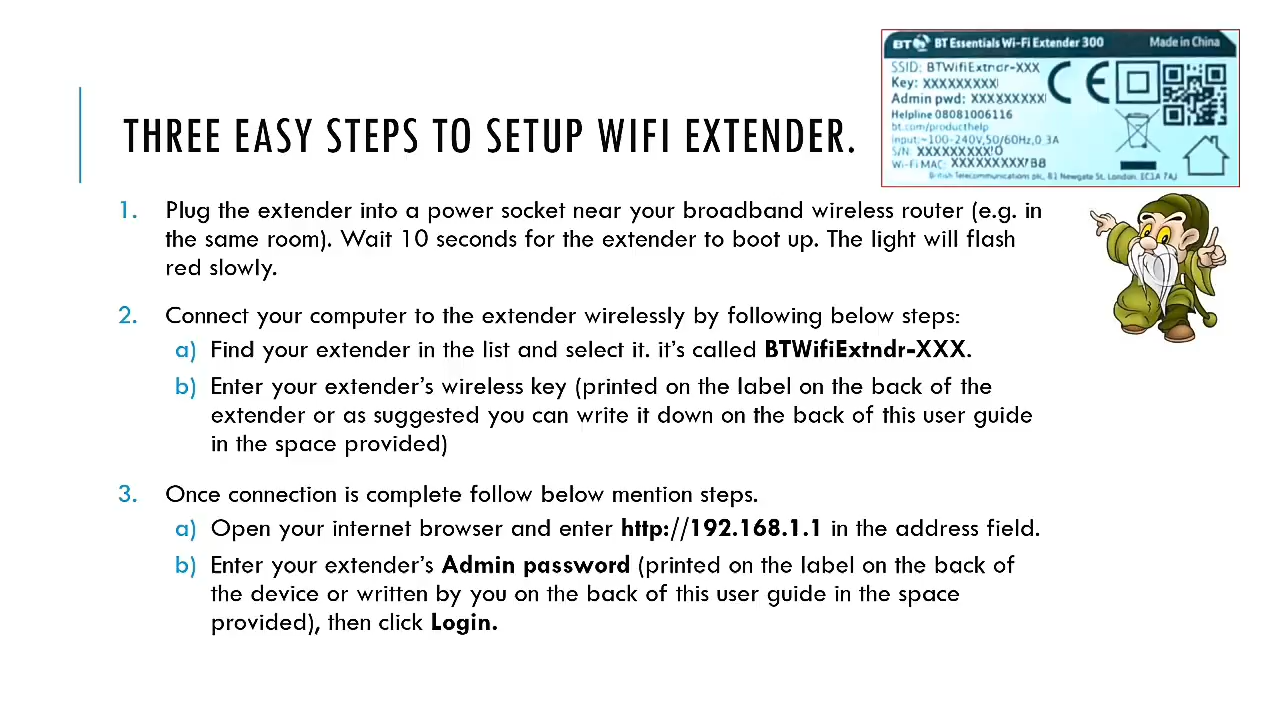 BT BT Essentials Wi-Fi Extender 300 Made in China
SSID: BTWifiExtndr-XXX
Key: XXXXXXXXX
Admin pwd: XXXXXXXXX
Helpline 08081006116
bt.com/producthelp
input:~100-240V,50/60Hz,0.3A
S/N: XXXXXXXXX!0
Wi-Fi MAC: XXXXXXXXX/B8
British Telecommunications plc, 81 Newgate St. London. EC1A 7AJ
THREE EASY STEPS TO SETUP WIFI EXTENDER.
1. Plug the extender into a power socket near your broadband wireless router (e.g. in
the same room). Wait 10 seconds for the extender to boot up. The light will flash
red slowly.
2. Connect your computer to the extender wirelessly by following below steps:
a) Find your extender in the list and select it. it's called BTWifiExtndr-XXX.
b) Enter your extender's wireless key (printed on the label on the back of the
extender or as suggested you can write it down on the back of this user guide
in the space provided)
3. Once connection is complete follow below mention steps.
a) Open your internet browser and enter http://192.168.1.1 in the address field.
b) Enter your extender's Admin password (printed on the label on the back of
the device or written by you on the back of this user guide in the space
provided), then click Login.